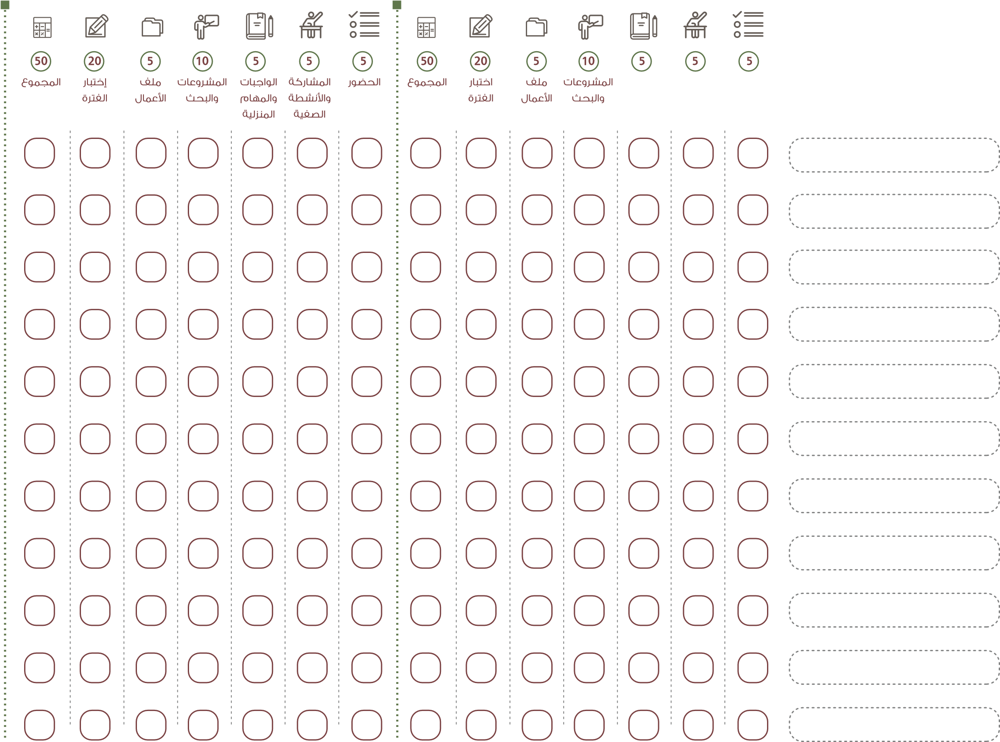 5 5 5 10 5 20 50 5 5 5 10 5 20 50
المشروعات ملف اختبار المجموع الحضور المشاركة الواجبات المشروعات ملف إختبار المجموع
والبحث الأعمال الفترة والأنشطة والمهام والبحث الأعمال الفترة
الصفية المنزلية